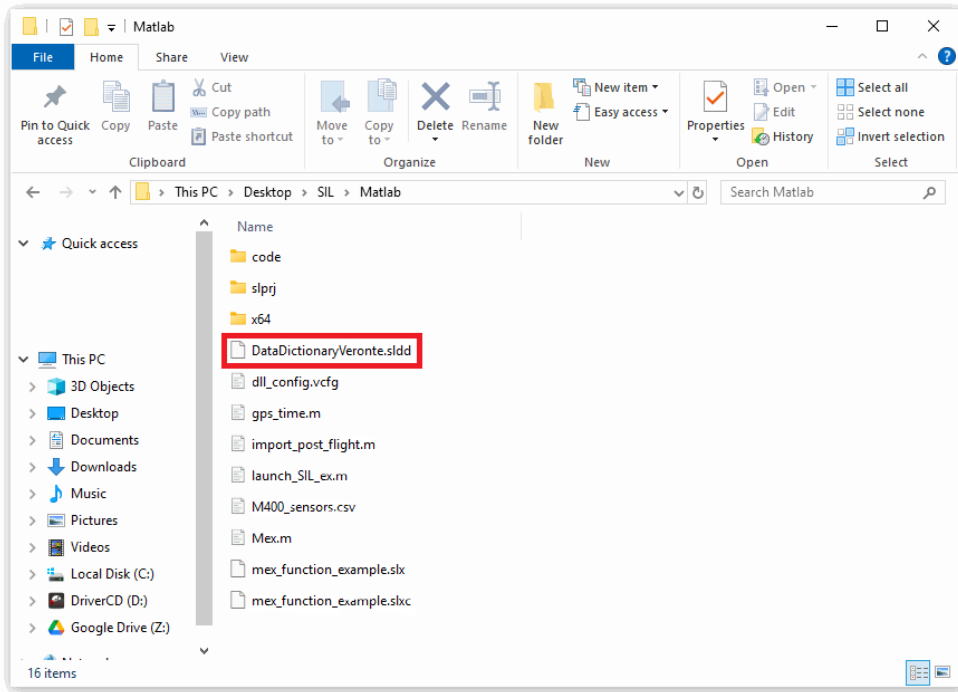 Matlab
File Home Share View
Pin to Quick access
Copy
Paste
Cut
Copy path
Paste shortcut
Clipboard
Move to
Copy to
Delete
Rename
Organize
New folder
New item
Easy access
New
Properties
Open
Edit
History
Open
Select all
Select none
Invert selection
Select
This PC > Desktop > SIL > Matlab
Search Matlab
Quick access
This PC
3D Objects
Desktop
Documents
Downloads
Music
Pictures
Videos
Local Disk (C:)
DriverCD (D:)
Google Drive (Z:)
Name
code
slprj
x64
DataDictionaryVeronte.sldd
dll_config.vcfg
gps_time.m
import_post_flight.m
launch_SIL_ex.m
M400_sensors.csv
Mex.m
mex_function_example.slx
mex_function_example.slxc
16 items